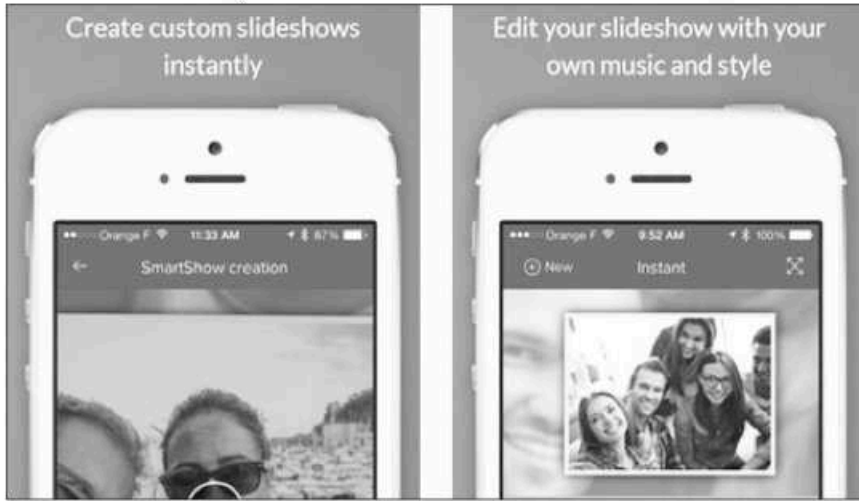 Create custom slideshows
instantly
Orange F 11:33 AM 87%
SmartShow creation
Edit your slideshow with your
own music and style
Orange F 9:52 AM 100%
New Instant